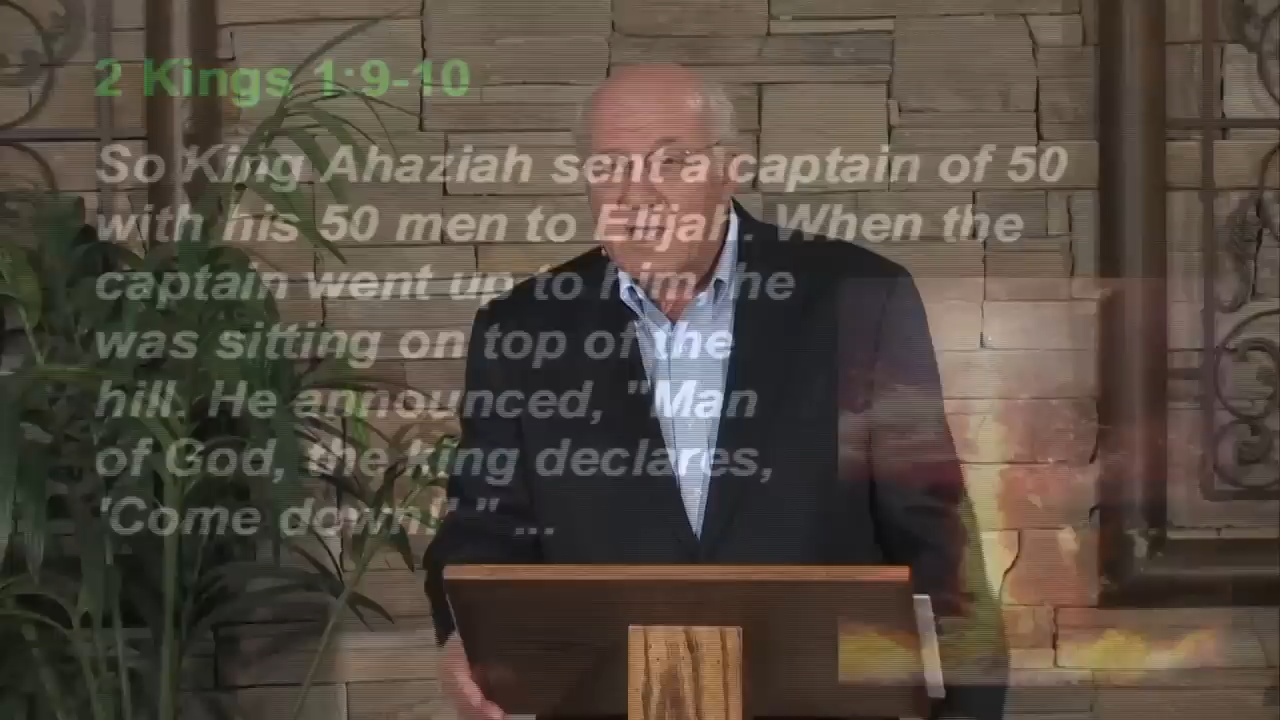 2 Kings 1:9-10
So King Ahaziah sent a captain of 50
with his 50 men to Elijah. When the
captain went up to him, he
was sitting on top of the
hill. He announced, "Man
of God, the king declares,
'Come down!' " ...